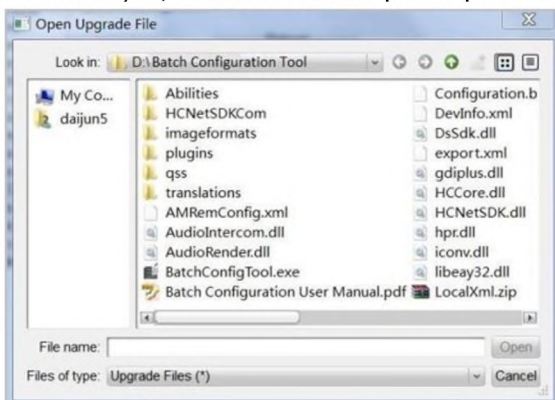 Open Upgrade File
Look in: D:\Batch Configuration Tool
My Co...
daijun5
Abilities
HCNetSDKCom
imageformats
plugins
qss
translations
AMRemConfig.xml
AudioIntercom.dll
AudioRender.dll
BatchConfigTool.exe
Batch Configuration User Manual.pdf
Configuration.b
DevInfo.xml
DsSdk.dll
export.xml
gdiplus.dll
HCCore.dll
HCNetSDK.dll
hpr.dll
iconv.dll
libeay32.dll
LocalXml.zip
File name:
Open
Files of type: Upgrade Files (*)
Cancel